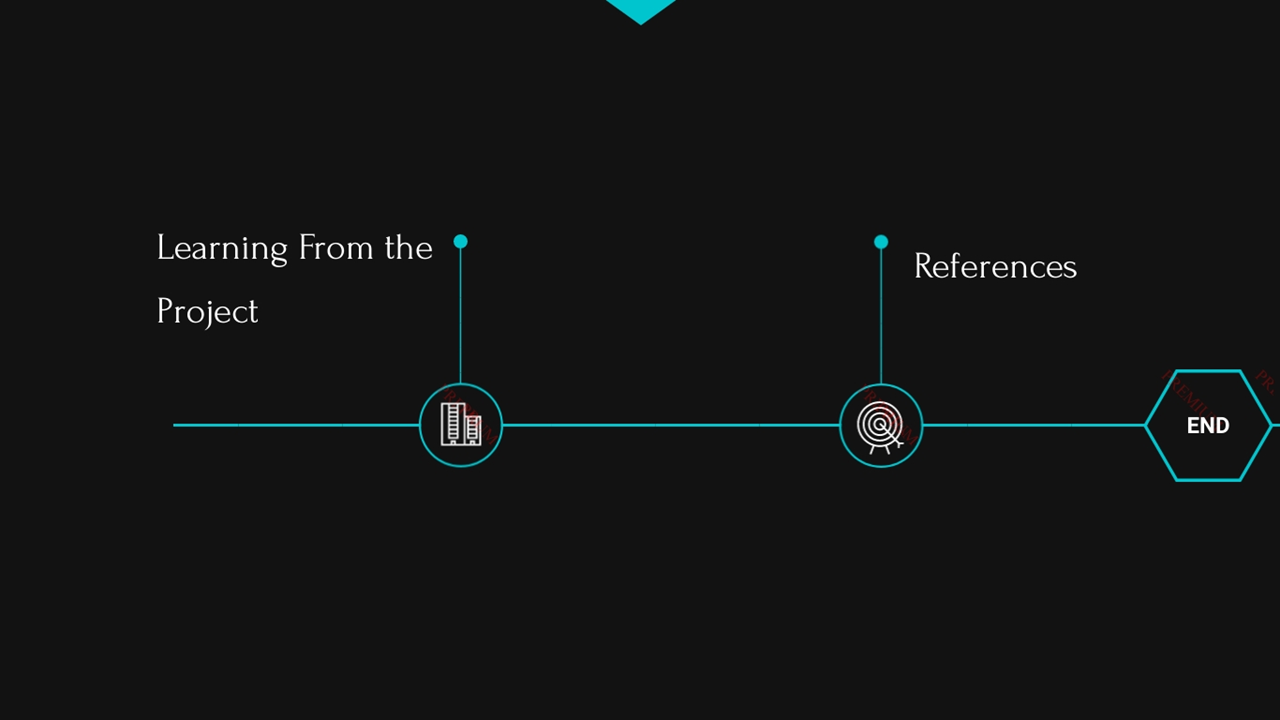 Learning From the
Project
References
END